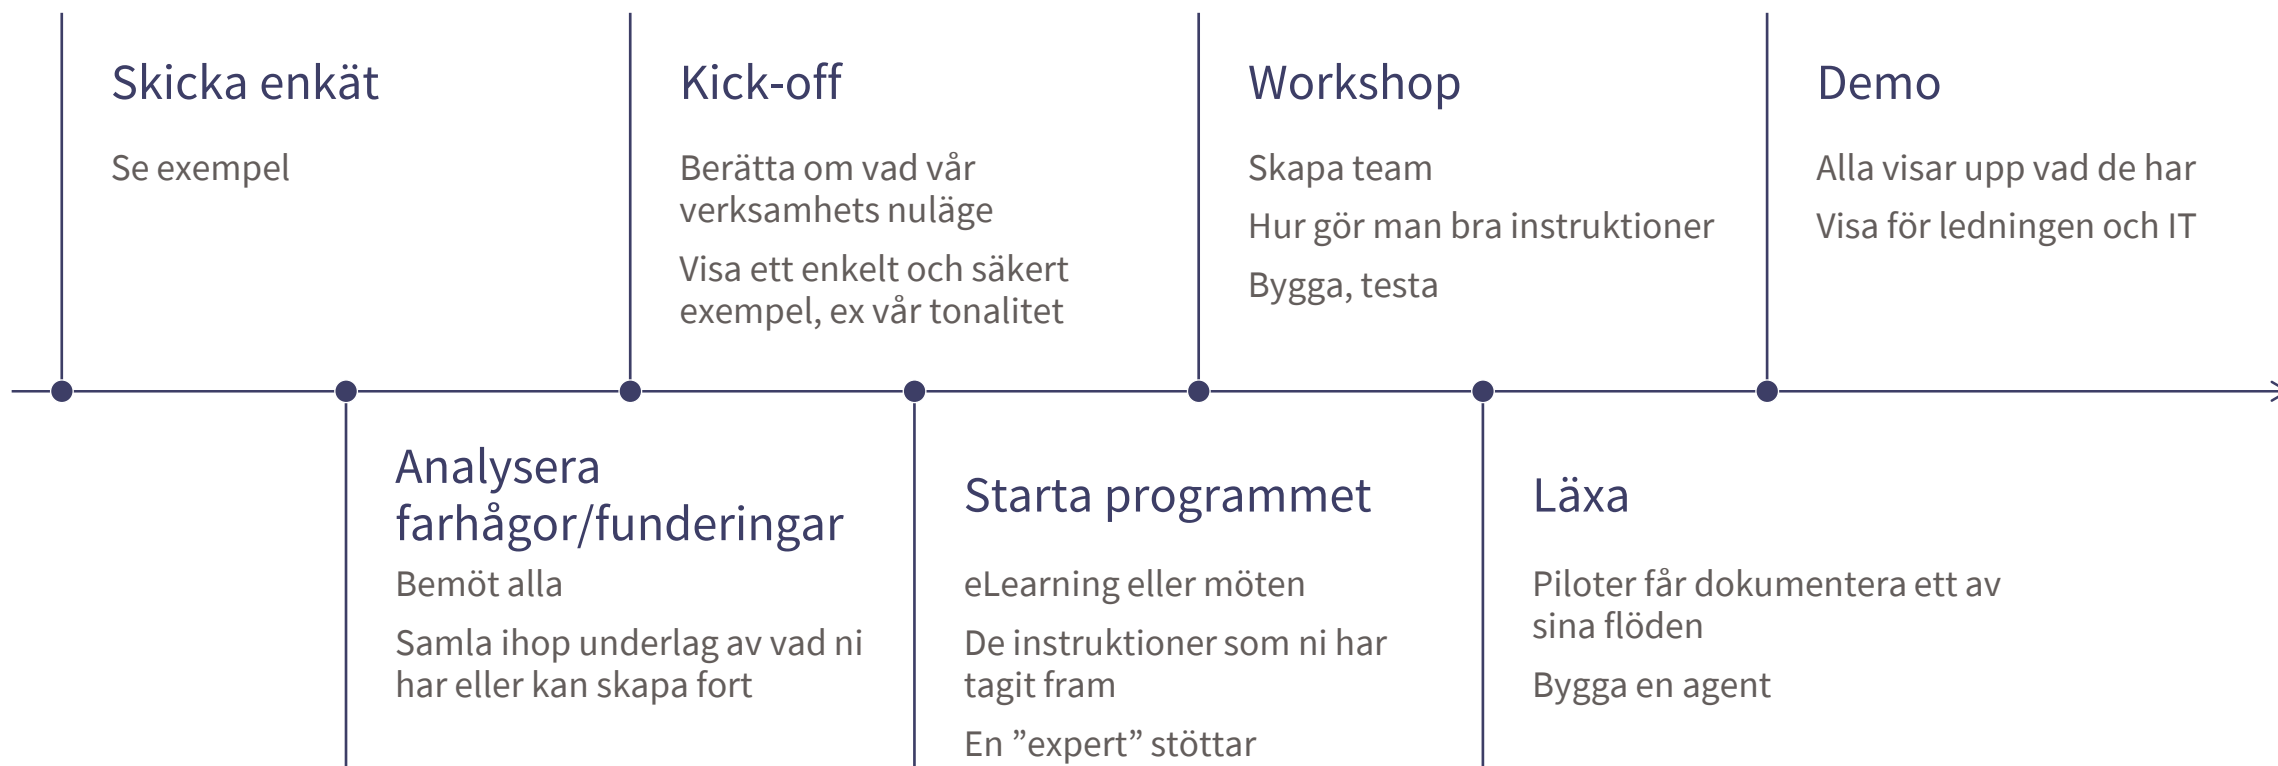 Skicka enkät
Se exempel
Analysera
farhågor/funderingar
Bemöt alla
Samla ihop underlag av vad ni
har eller kan skapa fort
Kick-off
Berätta om vad vår
verksamhets nuläge
Visa ett enkelt och säkert
exempel, ex vår tonalitet
Starta programmet
eLearning eller möten
De instruktioner som ni har
tagit fram
En ”expert” stöttar
Workshop
Skapa team
Hur gör man bra instruktioner
Bygga, testa
Läxa
Piloter får dokumentera ett av
sina flöden
Bygga en agent
Demo
Alla visar upp vad de har
Visa för ledningen och IT